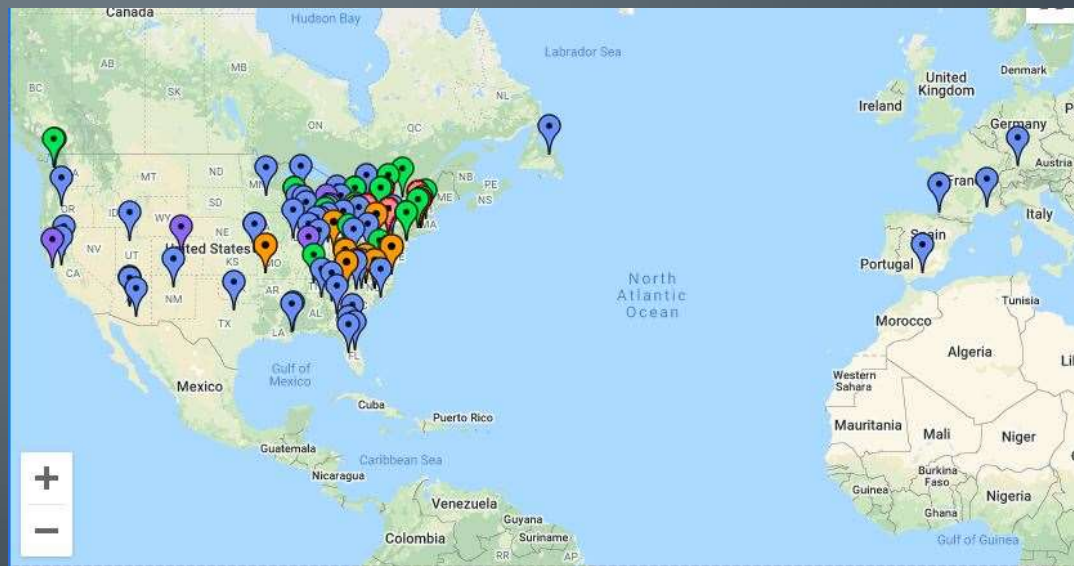 Canada
Hudson Bay
Labrador Sea
AB
MB
BC
SK
NL
ON
QC
United
Kingdom
Denmark
Ireland
Germany
Austria
France
Italy
Spain
Portugal
NB
PE
NS
ME
MT
ND
MN
OR
ID
WY
SD
NE
NV
UT
United States
CA
KS
MO
NM
AR
TX
LA
AL
FL
MA
North
Atlantic
Ocean
Gulf of
Mexico
Mexico
Cuba
Puerto Rico
Guatemala
Caribbean Sea
Nicaragua
Venezuela
Guyana
Colombia
Suriname
RR
AP
Tunisia
Morocco
Algeria
Western
Sahara
Mauritania
Mali
Niger
Burkina
Faso
Guinea
Ghana
Nigeria
Gulf of Guinea
+
−